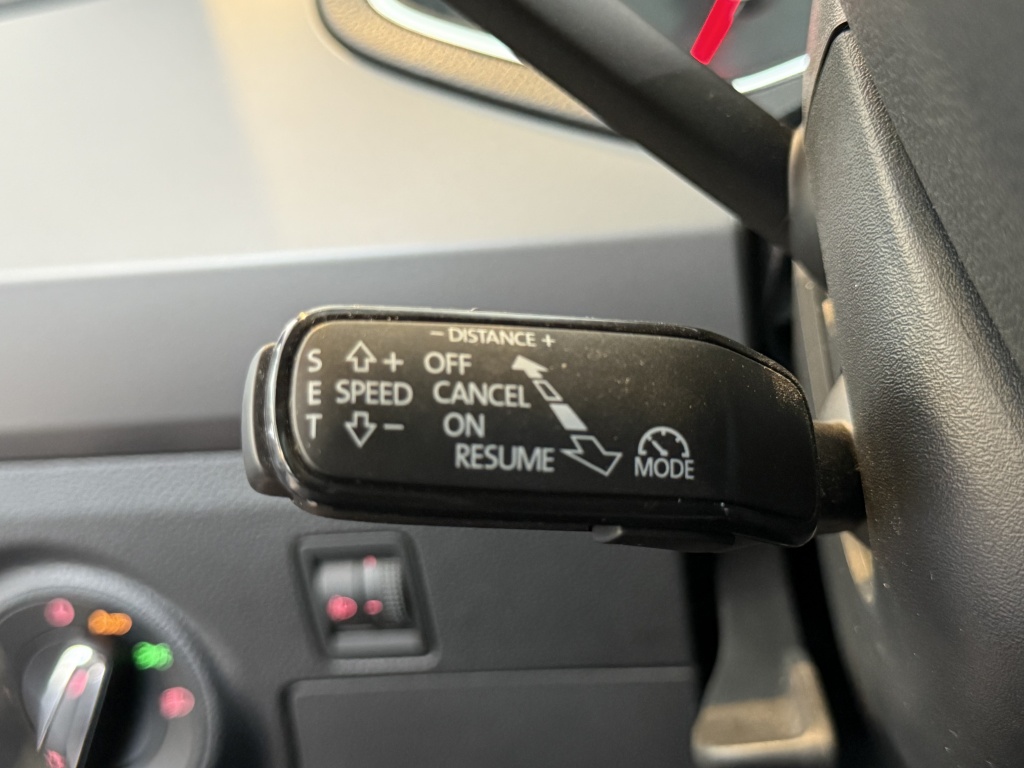 − DISTANCE +
S + OFF
E SPEED CANCEL
T − ON
RESUME
MODE